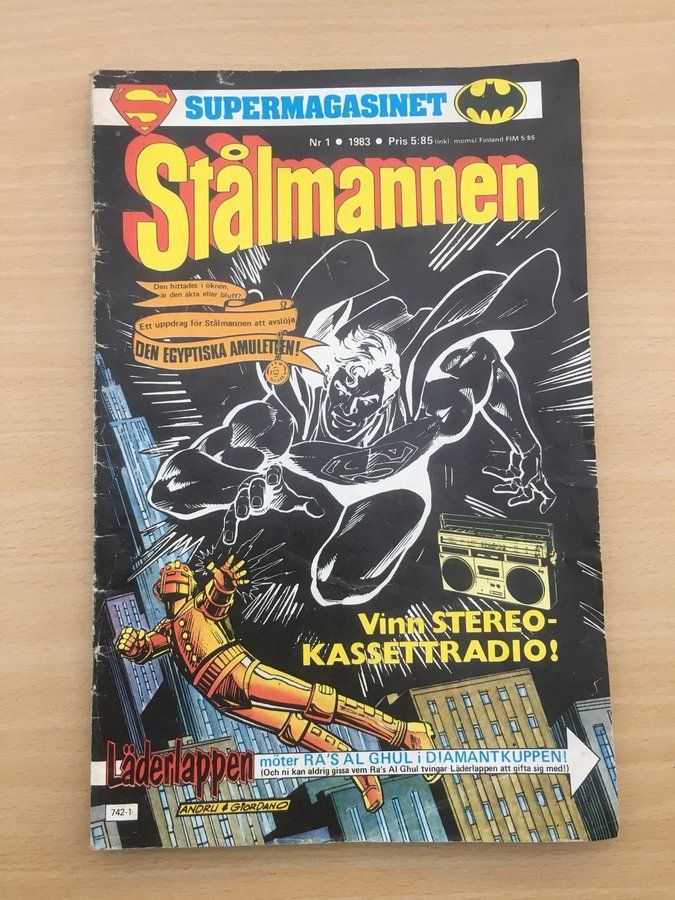 SUPERMAGASINET
Nr 1 ● 1983 ● Pris 5:85 (inkl. moms) Finland FIM 5.85
Stålmannen
Den hittades i öknen,
är den äkta eller bluff?
Ett uppdrag för Stålmannen att avslöja
DEN EGYPTISKA AMULETTEN!
Vinn STEREO-
KASSETTRADIO!
Läderlappen möter RA'S AL GHUL i DIAMANTKUPPEN!
(Och ni kan aldrig gissa vem Ra's Al Ghul tvingar Läderlappen att gifta sig med!)
742-1
ANDRU & GIORDANO